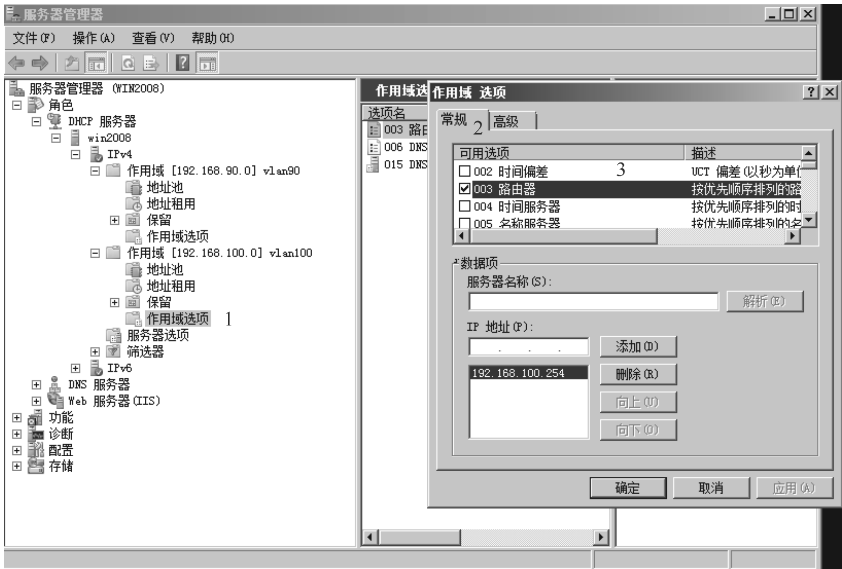 服务器管理器
文件(F) 操作(A) 查看(V) 帮助(H)
服务器管理器 (WIN2008)
角色
DHCP 服务器
win2008
IPv4
作用域 [192.168.90.0] vlan90
地址池
地址租用
保留
作用域选项
作用域 [192.168.100.0] vlan100
地址池
地址租用
保留
作用域选项 1
服务器选项
筛选器
IPv6
DNS 服务器
Web 服务器(IIS)
功能
诊断
配置
存储
作用域选
选项名
003 路由
006 DNS
015 DNS
作用域 选项
常规 2 高级
可用选项 描述
002 时间偏差 3 UCT 偏差(以秒为单位
003 路由器 按优先顺序排列的路
004 时间服务器 按优先顺序排列的时
005 名称服务器 按优先顺序排列的名
数据项
服务器名称(S):
解析(E)
IP 地址(P):
. . . 添加(D)
192.168.100.254 删除(R)
向上(U)
向下(O)
确定 取消 应用(A)